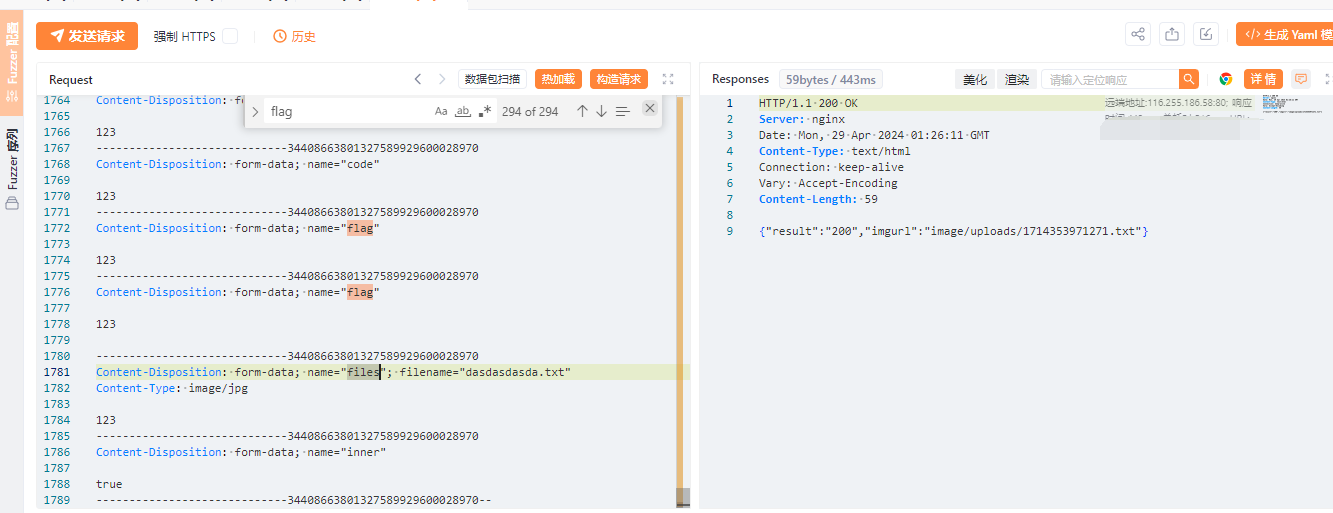 Fuzzer 配置
Fuzzer 序列
发送请求
强制 HTTPS
历史
生成 Yaml 模
Request
数据包扫描
热加载
构造请求
flag
Aa
ab
294 of 294
1764 Content-Disposition: fo
1765
1766 123
1767 -----------------------------34408663801327589929600028970
1768 Content-Disposition: form-data; name="code"
1769
1770 123
1771 -----------------------------34408663801327589929600028970
1772 Content-Disposition: form-data; name="flag"
1773
1774 123
1775 -----------------------------34408663801327589929600028970
1776 Content-Disposition: form-data; name="flag"
1777
1778 123
1779
1780 -----------------------------34408663801327589929600028970
1781 Content-Disposition: form-data; name="files"; filename="dasdasdasda.txt"
1782 Content-Type: image/jpg
1783
1784 123
1785 -----------------------------34408663801327589929600028970
1786 Content-Disposition: form-data; name="inner"
1787
1788 true
1789 -----------------------------34408663801327589929600028970--
Responses
59bytes / 443ms
美化
渲染
请输入定位响应
详情
1 HTTP/1.1 200 OK
远端地址:116.255.186.58:80; 响应
2 Server: nginx
3 Date: Mon, 29 Apr 2024 01:26:11 GMT
4 Content-Type: text/html
5 Connection: keep-alive
6 Vary: Accept-Encoding
7 Content-Length: 59
8
9 {"result":"200","imgurl":"image/uploads/1714353971271.txt"}